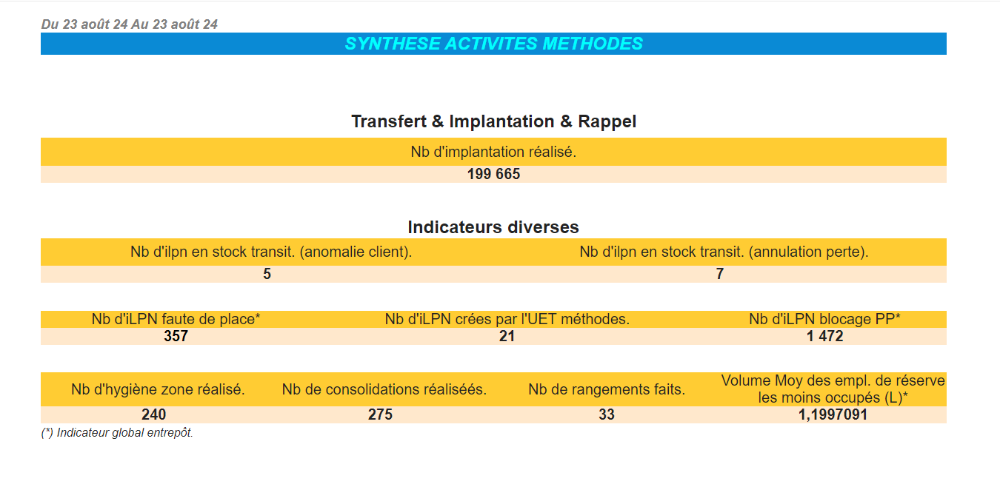 Du 23 août 24 Au 23 août 24
SYNTHESE ACTIVITES METHODES
Transfert & Implantation & Rappel
Nb d'implantation réalisé.
199 665
Indicateurs diverses
Nb d'ilpn en stock transit. (anomalie client). Nb d'ilpn en stock transit. (annulation perte).
5 7
Nb d'iLPN faute de place* Nb d'iLPN crées par l'UET méthodes. Nb d'iLPN blocage PP*
357 21 1 472
Nb d'hygiène zone réalisé. Nb de consolidations réaliséés. Nb de rangements faits. Volume Moy des empl. de réserve
les moins occupés (L)*
240 275 33 1,1997091
(*) Indicateur global entrepôt.